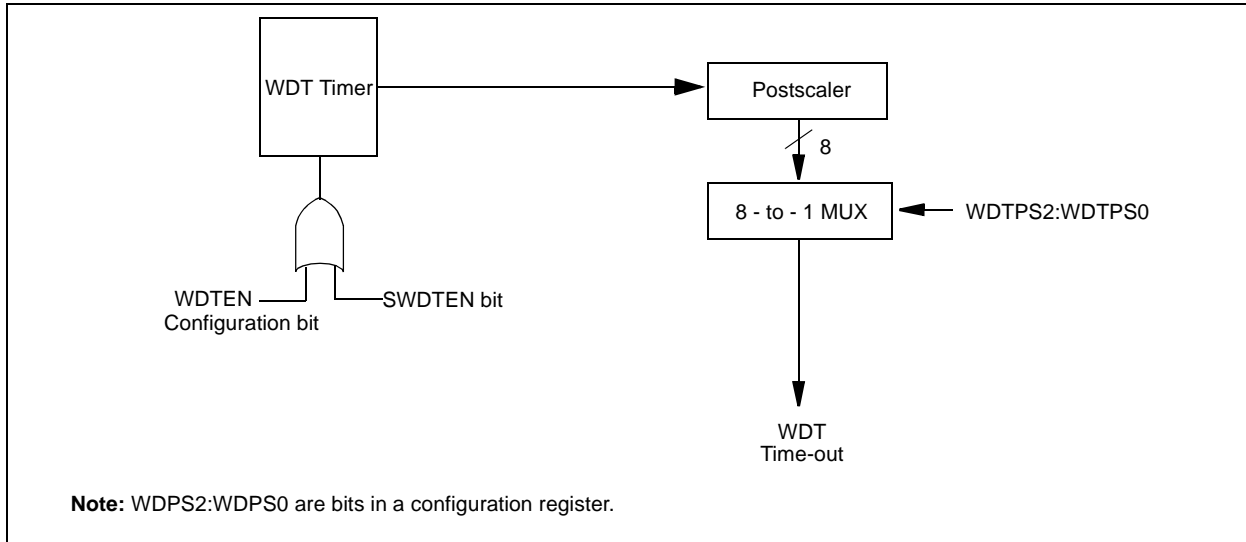 WDT Timer
Postscaler
8
8 - to - 1 MUX
WDTPS2:WDTPS0
WDTEN
Configuration bit
SWDTEN bit
WDT
Time-out
Note: WDPS2:WDPS0 are bits in a configuration register.